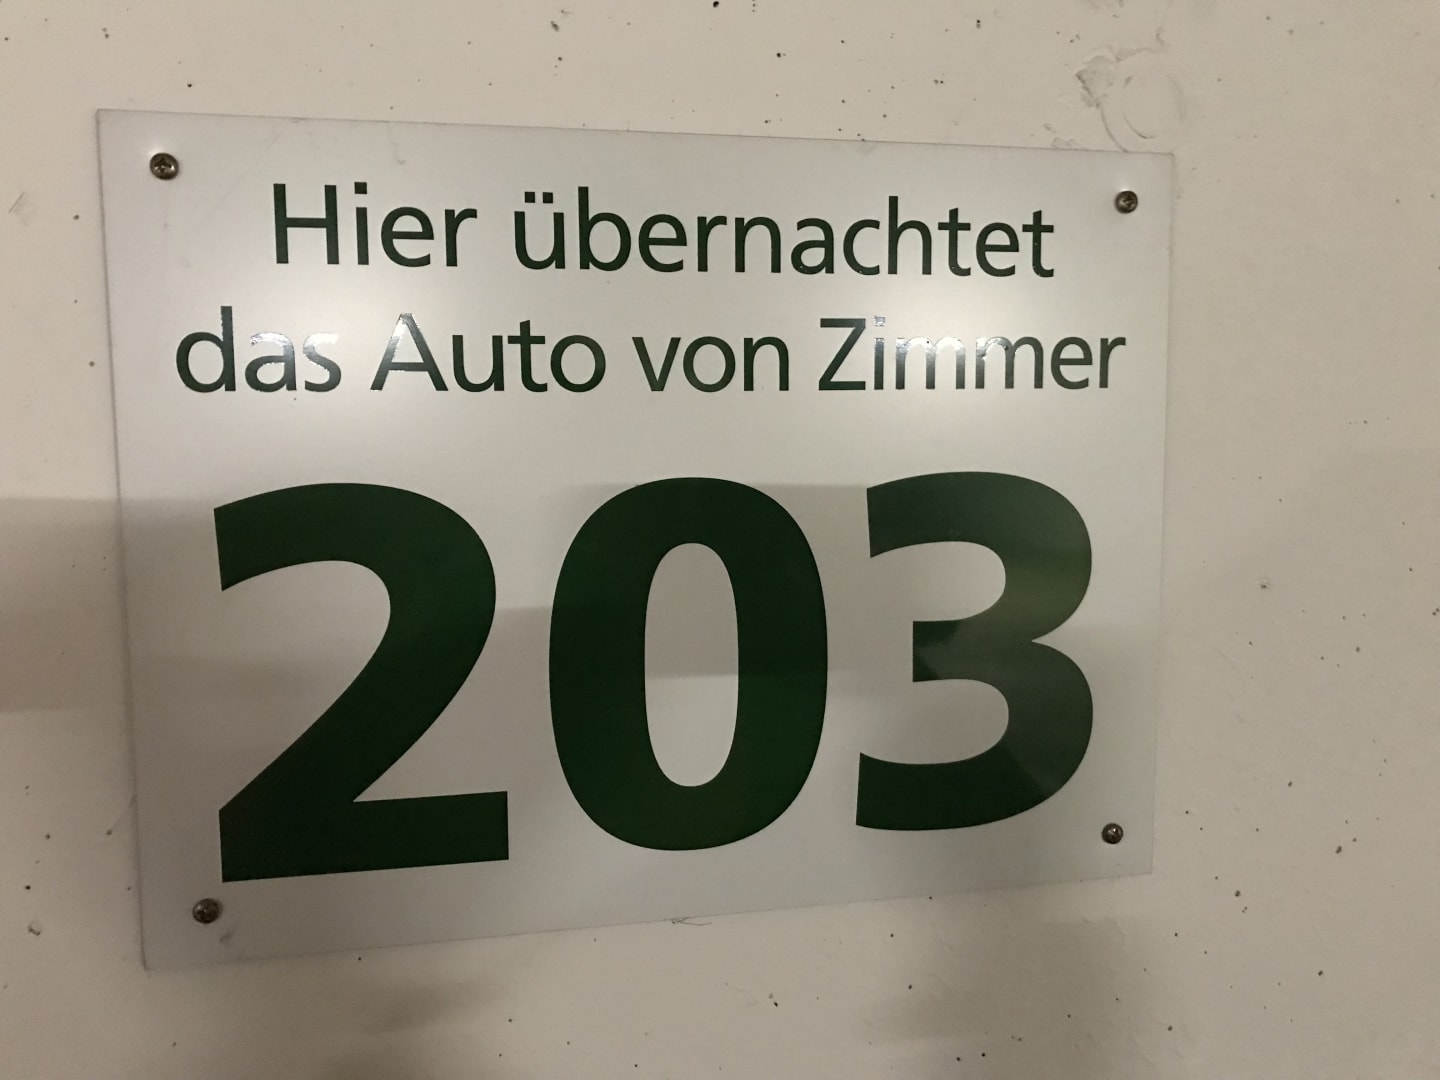 Hier übernachtet
das Auto von Zimmer
203